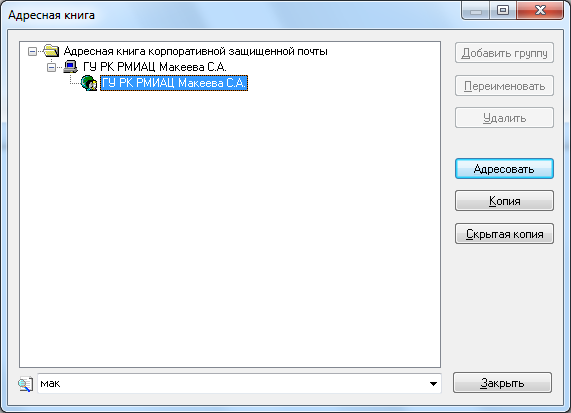 Адресная книга
Адресная книга корпоративной защищенной почты
ГУ РК РМИАЦ Макеева С.А.
ГУ РК РМИАЦ Макеева С.А.
Добавить группу
Переименовать
Удалить
Адресовать
Копия
Скрытая копия
мак
Закрыть